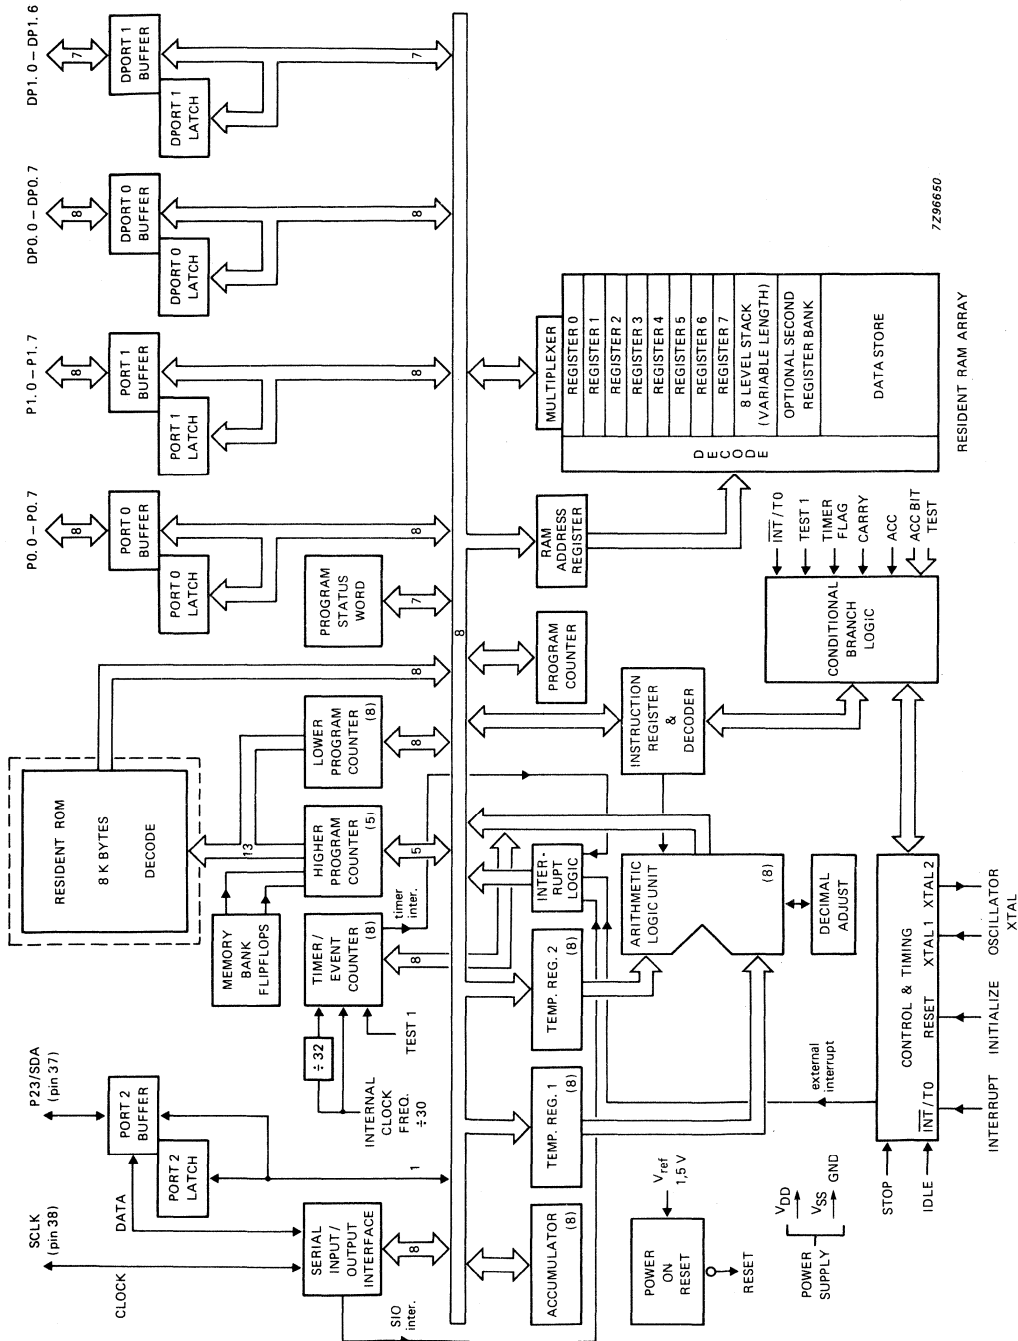 DP1.0 – DP1.6
7
DPORT 1
BUFFER
DPORT 1
LATCH
7
DP0.0 – DP0.7
8
DPORT 0
BUFFER
DPORT 0
LATCH
8
P1.0 – P1.7
8
PORT 1
BUFFER
PORT 1
LATCH
8
P0.0 – P0.7
8
PORT 0
BUFFER
PORT 0
LATCH
8
PROGRAM
STATUS
WORD
7
RESIDENT ROM
8 K BYTES
DECODE
8
13
LOWER
PROGRAM
COUNTER
(8)
8
HIGHER
PROGRAM
COUNTER
(5)
5
MEMORY
BANK
FLIPFLOPS
TIMER/
EVENT
COUNTER
(8)
timer
inter.
8
TEST 1
÷ 32
INTERNAL
CLOCK
FREQ.
÷30
P23/SDA
(pin 37)
PORT 2
BUFFER
PORT 2
LATCH
1
DATA
SCLK
(pin 38)
CLOCK
SERIAL
INPUT /
OUTPUT
INTERFACE
8
SIO
inter.
8
MULTIPLEXER
REGISTER 0
REGISTER 1
REGISTER 2
REGISTER 3
REGISTER 4
REGISTER 5
REGISTER 6
REGISTER 7
8 LEVEL STACK
(VARIABLE LENGTH)
OPTIONAL SECOND
REGISTER BANK
DATA STORE
DECODE
RESIDENT RAM ARRAY
7Z96650
RAM
ADDRESS
REGISTER
PROGRAM
COUNTER
INSTRUCTION
REGISTER
&
DECODER
CONDITIONAL
BRANCH
LOGIC
INT / T0
TEST 1
TIMER
FLAG
CARRY
ACC
ACC BIT
TEST
INTER-
RUPT
LOGIC
ARITHMETIC
LOGIC UNIT
(8)
DECIMAL
ADJUST
TEMP. REG. 2
(8)
TEMP. REG. 1
(8)
ACCUMULATOR
(8)
external
interrupt
CONTROL & TIMING
INT / T0
RESET
XTAL 1
XTAL 2
INTERRUPT
INITIALIZE
OSCILLATOR
XTAL
STOP
IDLE
Vref
1,5 V
POWER
ON
RESET
RESET
POWER
SUPPLY
VDD
VSS
GND